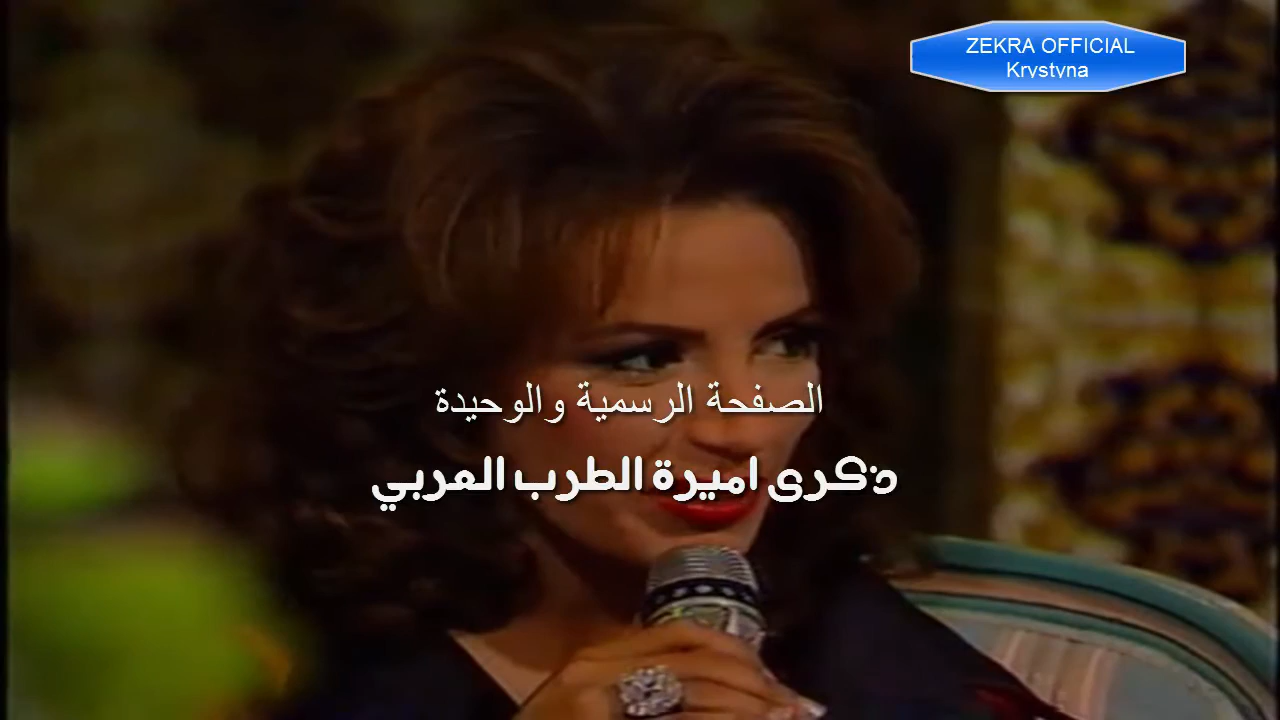 ZEKRA OFFICIAL
Krystyna
الصفحة الرسمية والوحيدة
ذكرى اميرة الطرب العربي